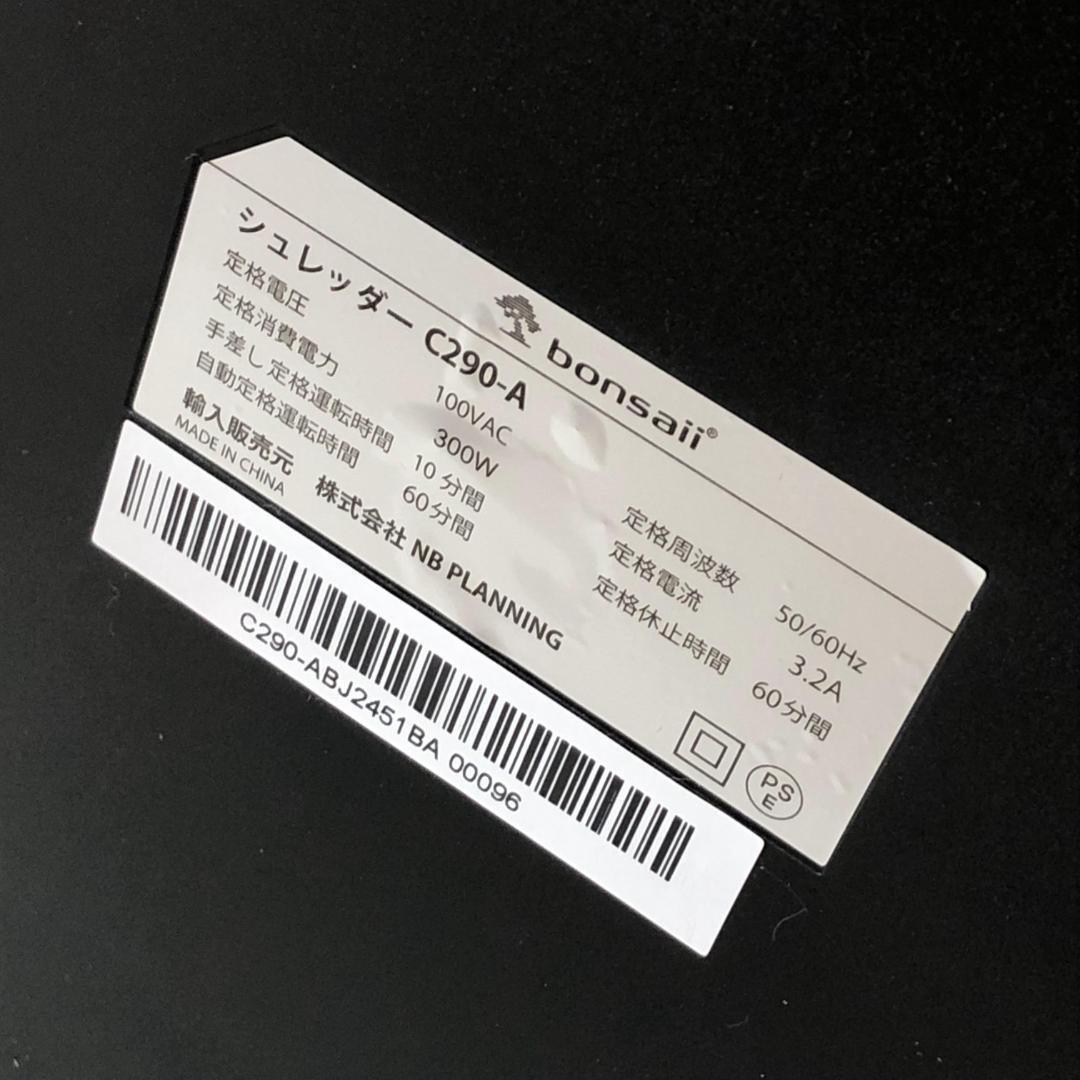 bonsaii®
シュレッダー C290-A
定格電圧 100VAC 定格周波数 50/60Hz
定格消費電力 300W 定格電流 3.2A
手差し定格運転時間 10分間 定格休止時間 60分間
自動定格運転時間 60分間
輸入販売元 株式会社 NB PLANNING
MADE IN CHINA
PS
E
C290-ABJ2451BA 00096